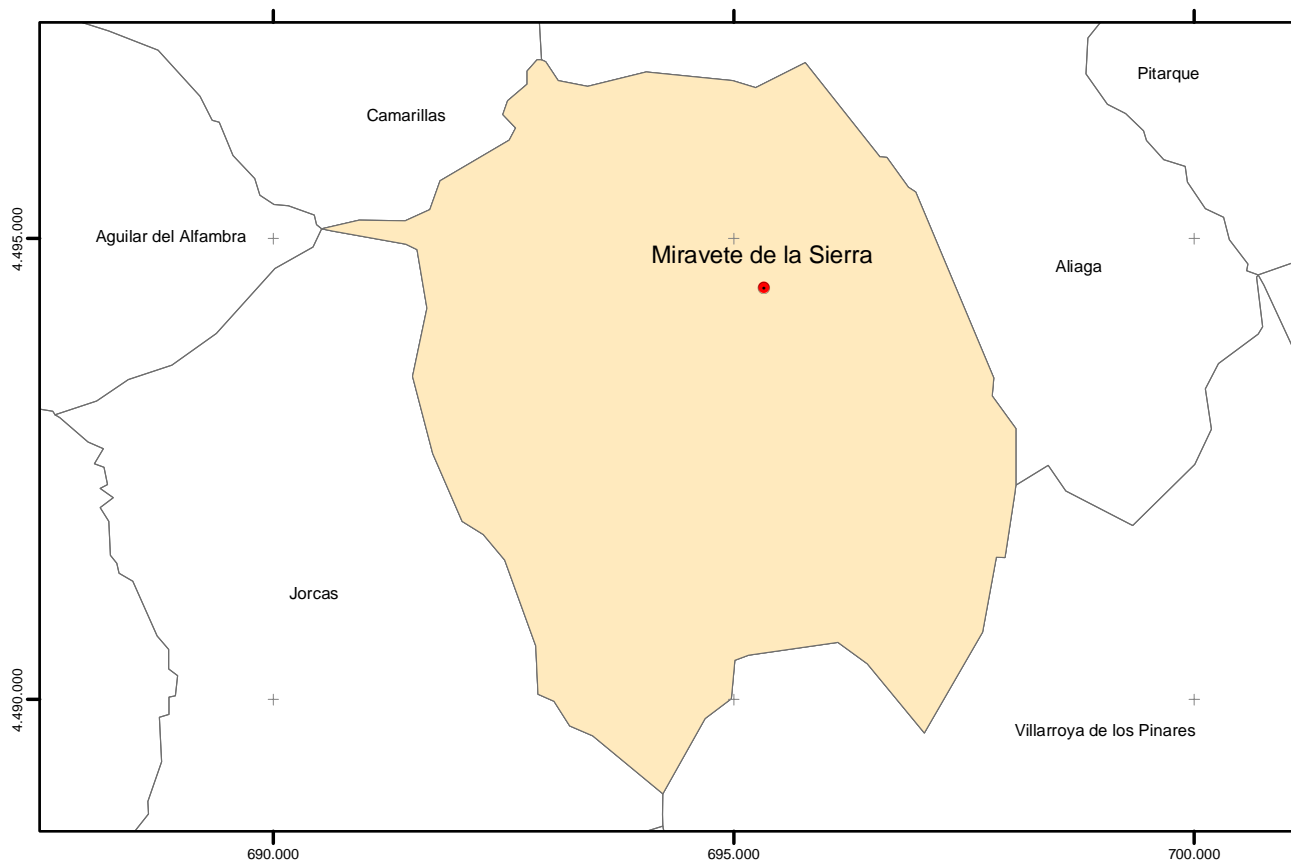 Pitarque
Camarillas
4.495.000
Aguilar del Alfambra
Miravete de la Sierra
Aliaga
Jorcas
4.490.000
Villarroya de los Pinares
690.000
695.000
700.000